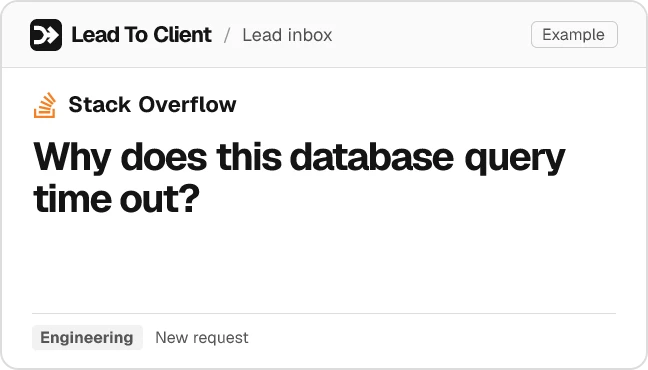 Lead To Client / Lead inbox Example
Stack Overflow
Why does this database query
time out?
Engineering New request